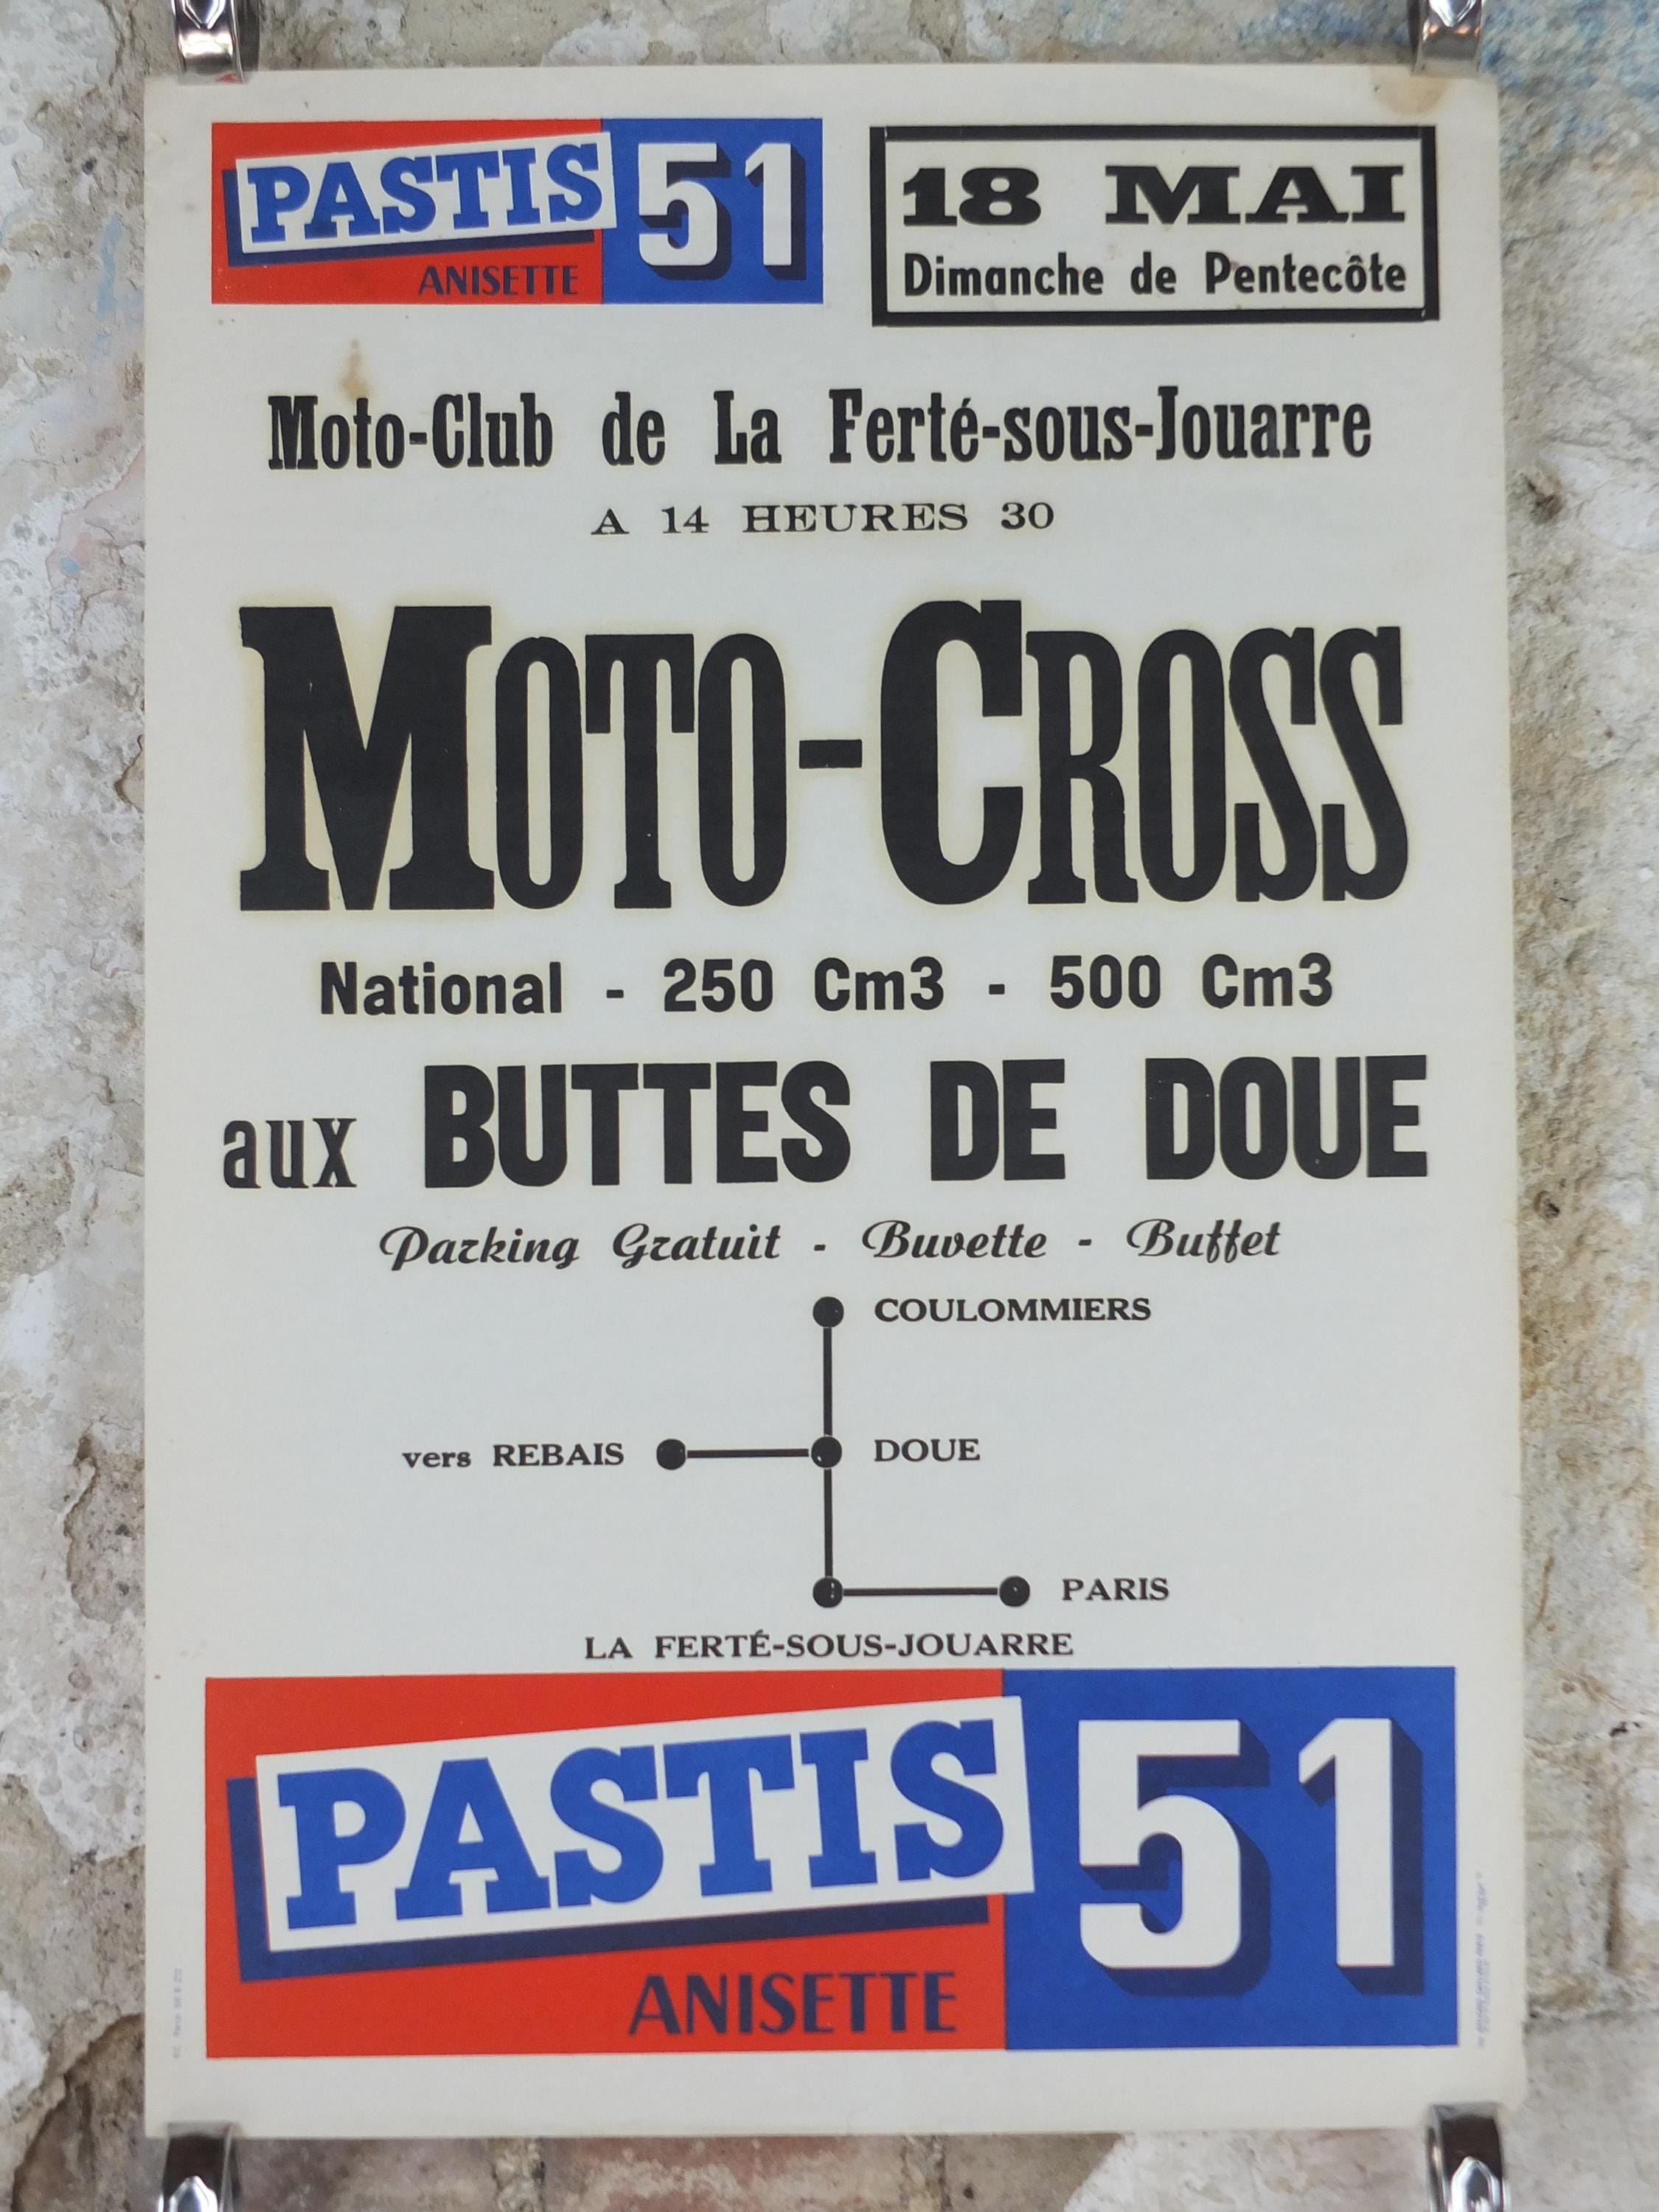 PASTIS 51
ANISETTE
18 MAI
Dimanche de Pentecôte
Moto-Club de La Ferté-sous-Jouarre
A 14 HEURES 30
MOTO-CROSS
National - 250 Cm3 - 500 Cm3
aux BUTTES DE DOUE
Parking Gratuit - Buvette - Buffet
COULOMMIERS
vers REBAIS
DOUE
PARIS
LA FERTÉ-SOUS-JOUARRE
PASTIS 51
ANISETTE